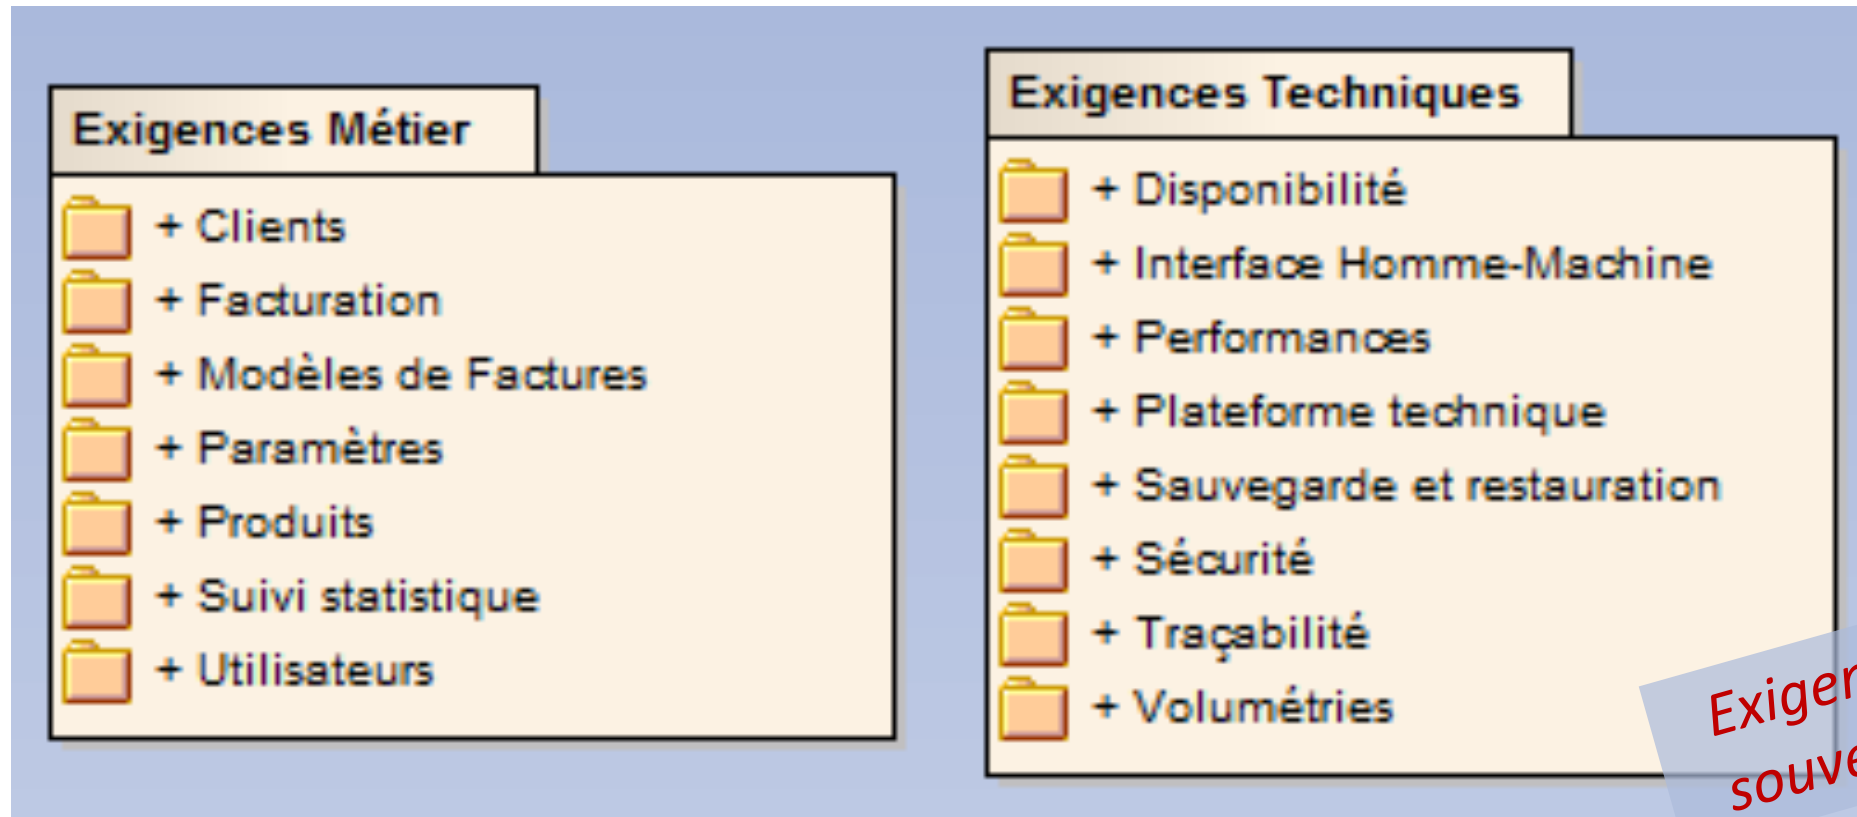 Exigences Métier
+ Clients
+ Facturation
+ Modèles de Factures
+ Paramètres
+ Produits
+ Suivi statistique
+ Utilisateurs
Exigences Techniques
+ Disponibilité
+ Interface Homme-Machine
+ Performances
+ Plateforme technique
+ Sauvegarde et restauration
+ Sécurité
+ Traçabilité
+ Volumétries